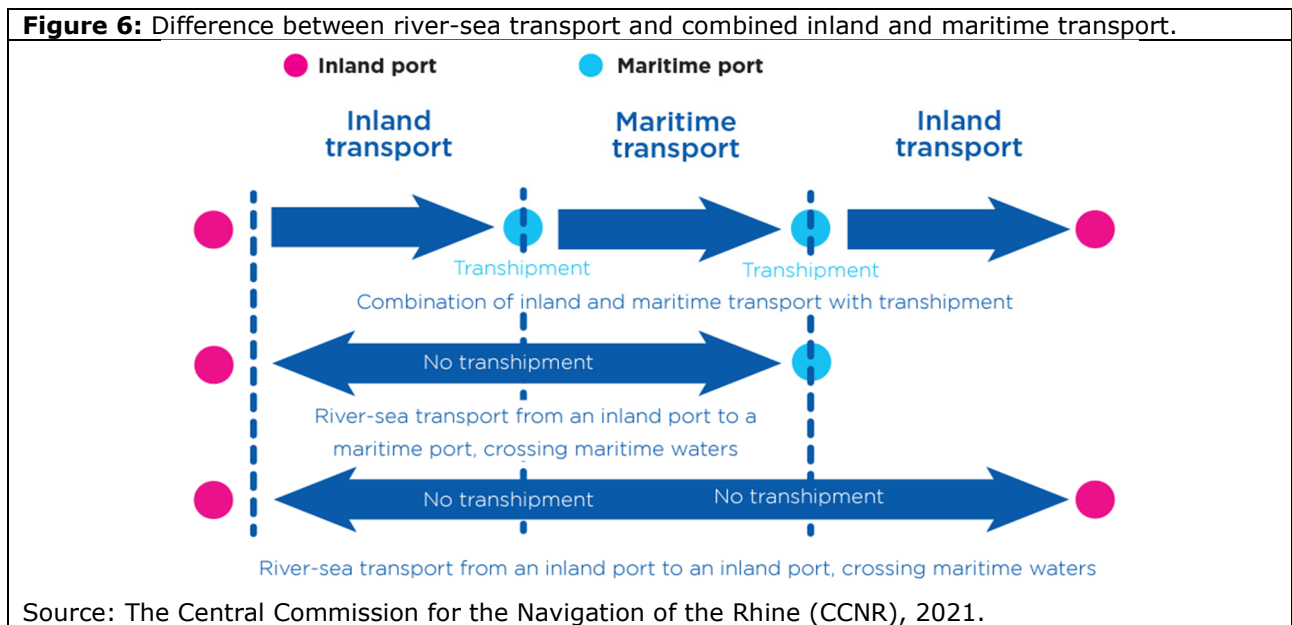 Figure 6: Difference between river-sea transport and combined inland and maritime transport.
Inland port
Maritime port
Inland
transport
Maritime
transport
Inland
transport
Transhipment
Transhipment
Combination of inland and maritime transport with transhipment
No transhipment
River-sea transport from an inland port to a
maritime port, crossing maritime waters
No transhipment
No transhipment
River-sea transport from an inland port to an inland port, crossing maritime waters
Source: The Central Commission for the Navigation of the Rhine (CCNR), 2021.